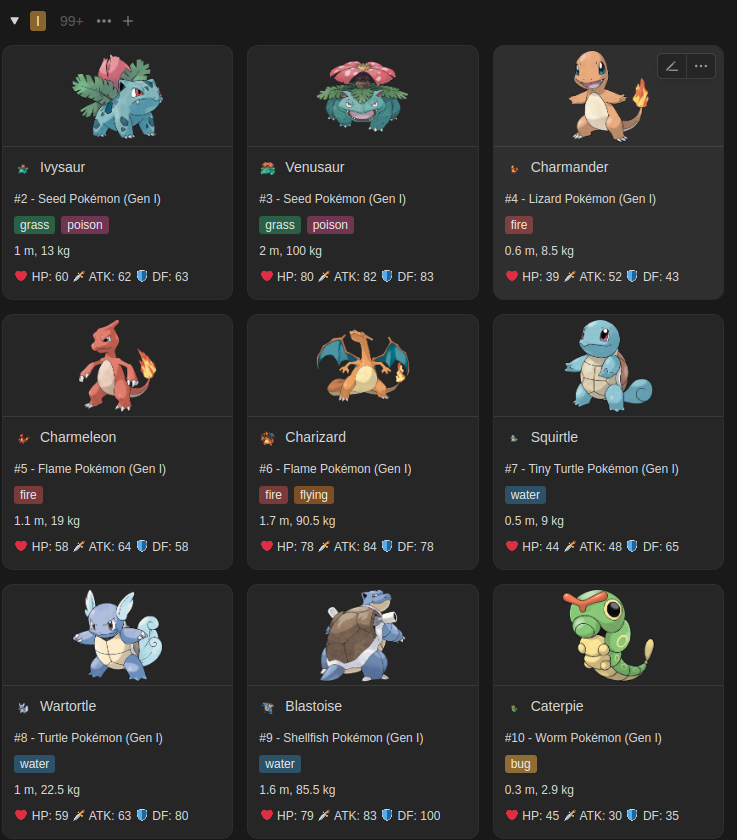 I 99+
Ivysaur
#2 - Seed Pokémon (Gen I)
grass poison
1 m, 13 kg
HP: 60 ATK: 62 DF: 63
Venusaur
#3 - Seed Pokémon (Gen I)
grass poison
2 m, 100 kg
HP: 80 ATK: 82 DF: 83
Charmander
#4 - Lizard Pokémon (Gen I)
fire
0.6 m, 8.5 kg
HP: 39 ATK: 52 DF: 43
Charmeleon
#5 - Flame Pokémon (Gen I)
fire
1.1 m, 19 kg
HP: 58 ATK: 64 DF: 58
Charizard
#6 - Flame Pokémon (Gen I)
fire flying
1.7 m, 90.5 kg
HP: 78 ATK: 84 DF: 78
Squirtle
#7 - Tiny Turtle Pokémon (Gen I)
water
0.5 m, 9 kg
HP: 44 ATK: 48 DF: 65
Wartortle
#8 - Turtle Pokémon (Gen I)
water
1 m, 22.5 kg
HP: 59 ATK: 63 DF: 80
Blastoise
#9 - Shellfish Pokémon (Gen I)
water
1.6 m, 85.5 kg
HP: 79 ATK: 83 DF: 100
Caterpie
#10 - Worm Pokémon (Gen I)
bug
0.3 m, 2.9 kg
HP: 45 ATK: 30 DF: 35